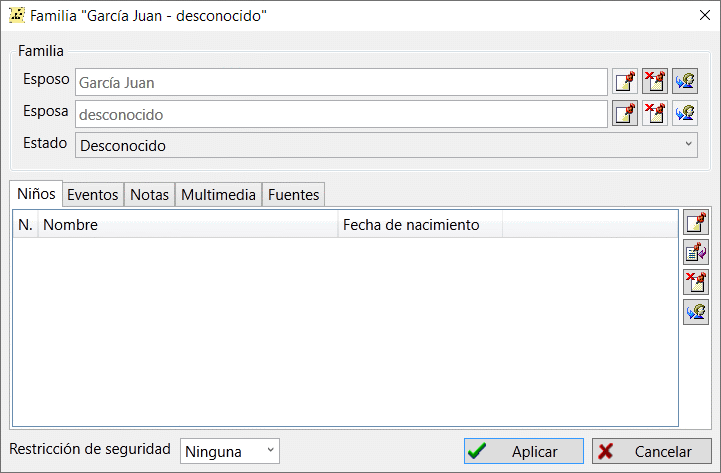 Familia "García Juan - desconocido"
Familia
Esposo García Juan
Esposa desconocido
Estado Desconocido
Niños Eventos Notas Multimedia Fuentes
N. Nombre Fecha de nacimiento
Restricción de seguridad Ninguna Aplicar Cancelar